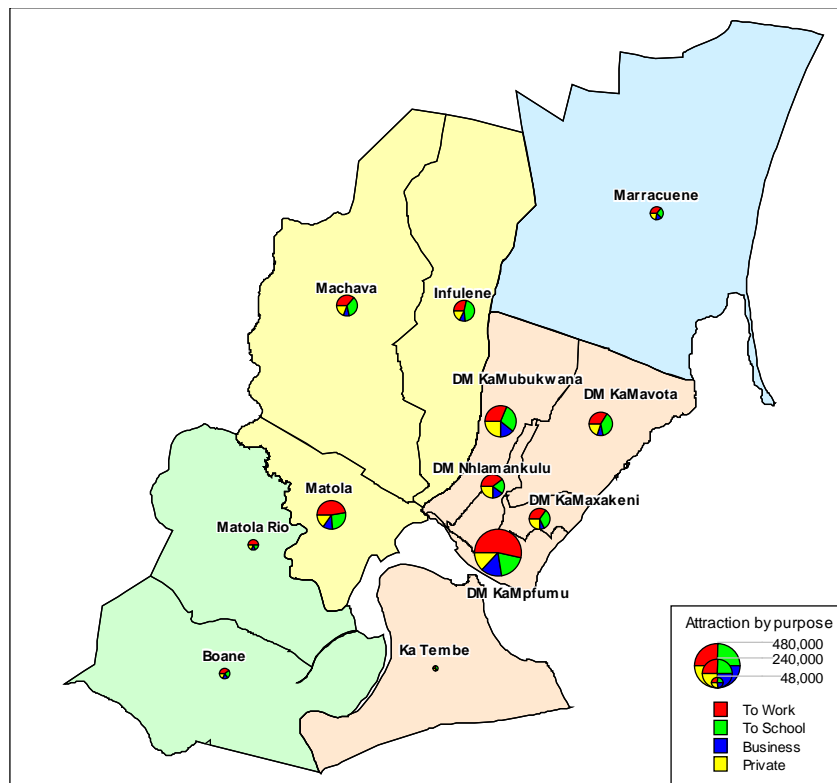 Marracuene
Machava
Infulene
DM KaMubukwana
DM KaMavota
DM Nhlamankulu
Matola
DM KaMaxakeni
Matola Rio
DM KaMpfumu
Boane
Ka Tembe
Attraction by purpose
480,000
240,000
48,000
To Work
To School
Business
Private